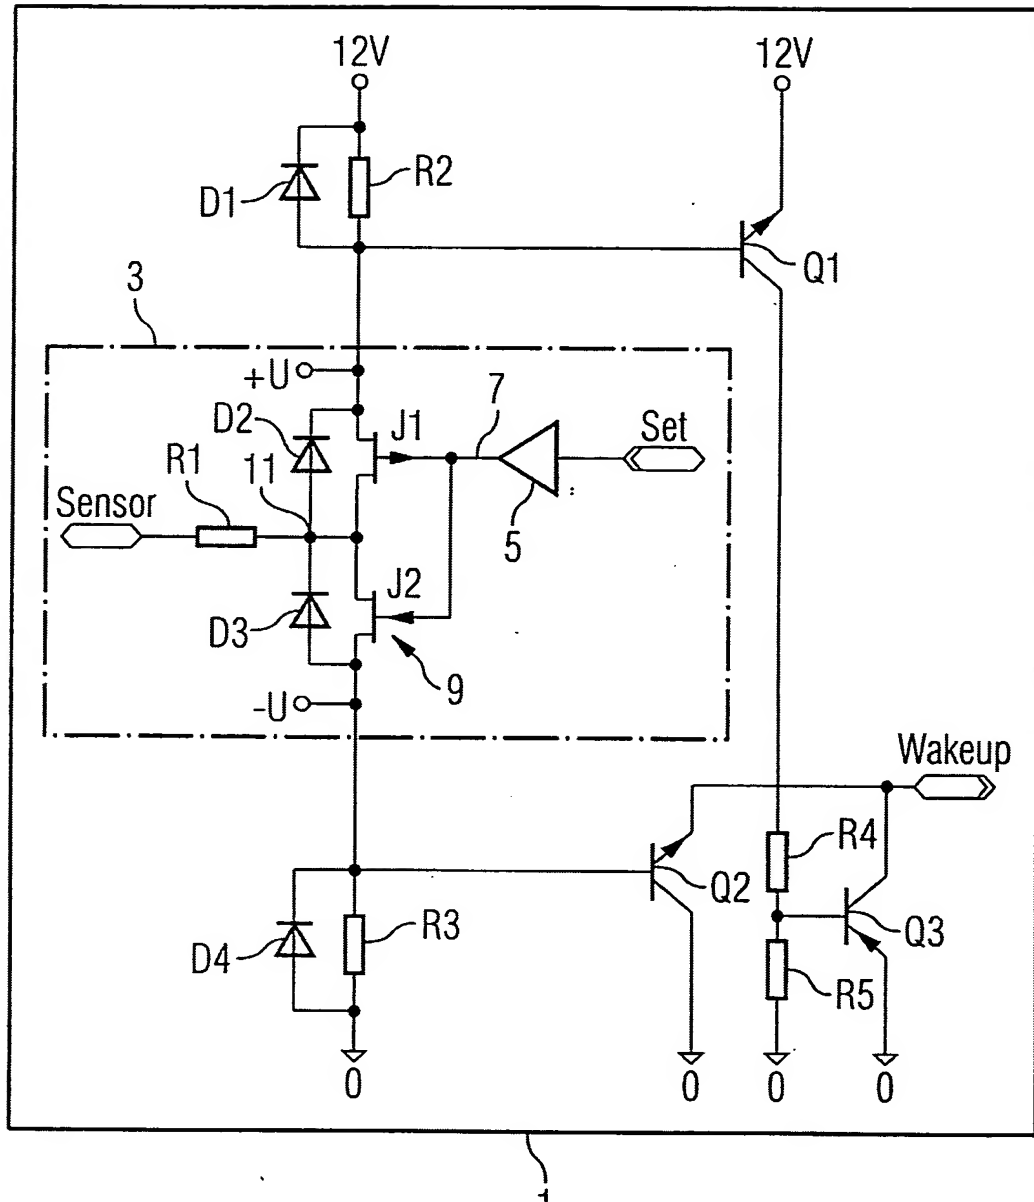 12V
12V
R2
D1
Q1
3
+U
D2
J1
7
Set
R1
11
Sensor
5
J2
D3
9
-U
Wakeup
R4
Q2
Q3
D4
R3
R5
0
0
0
0
1